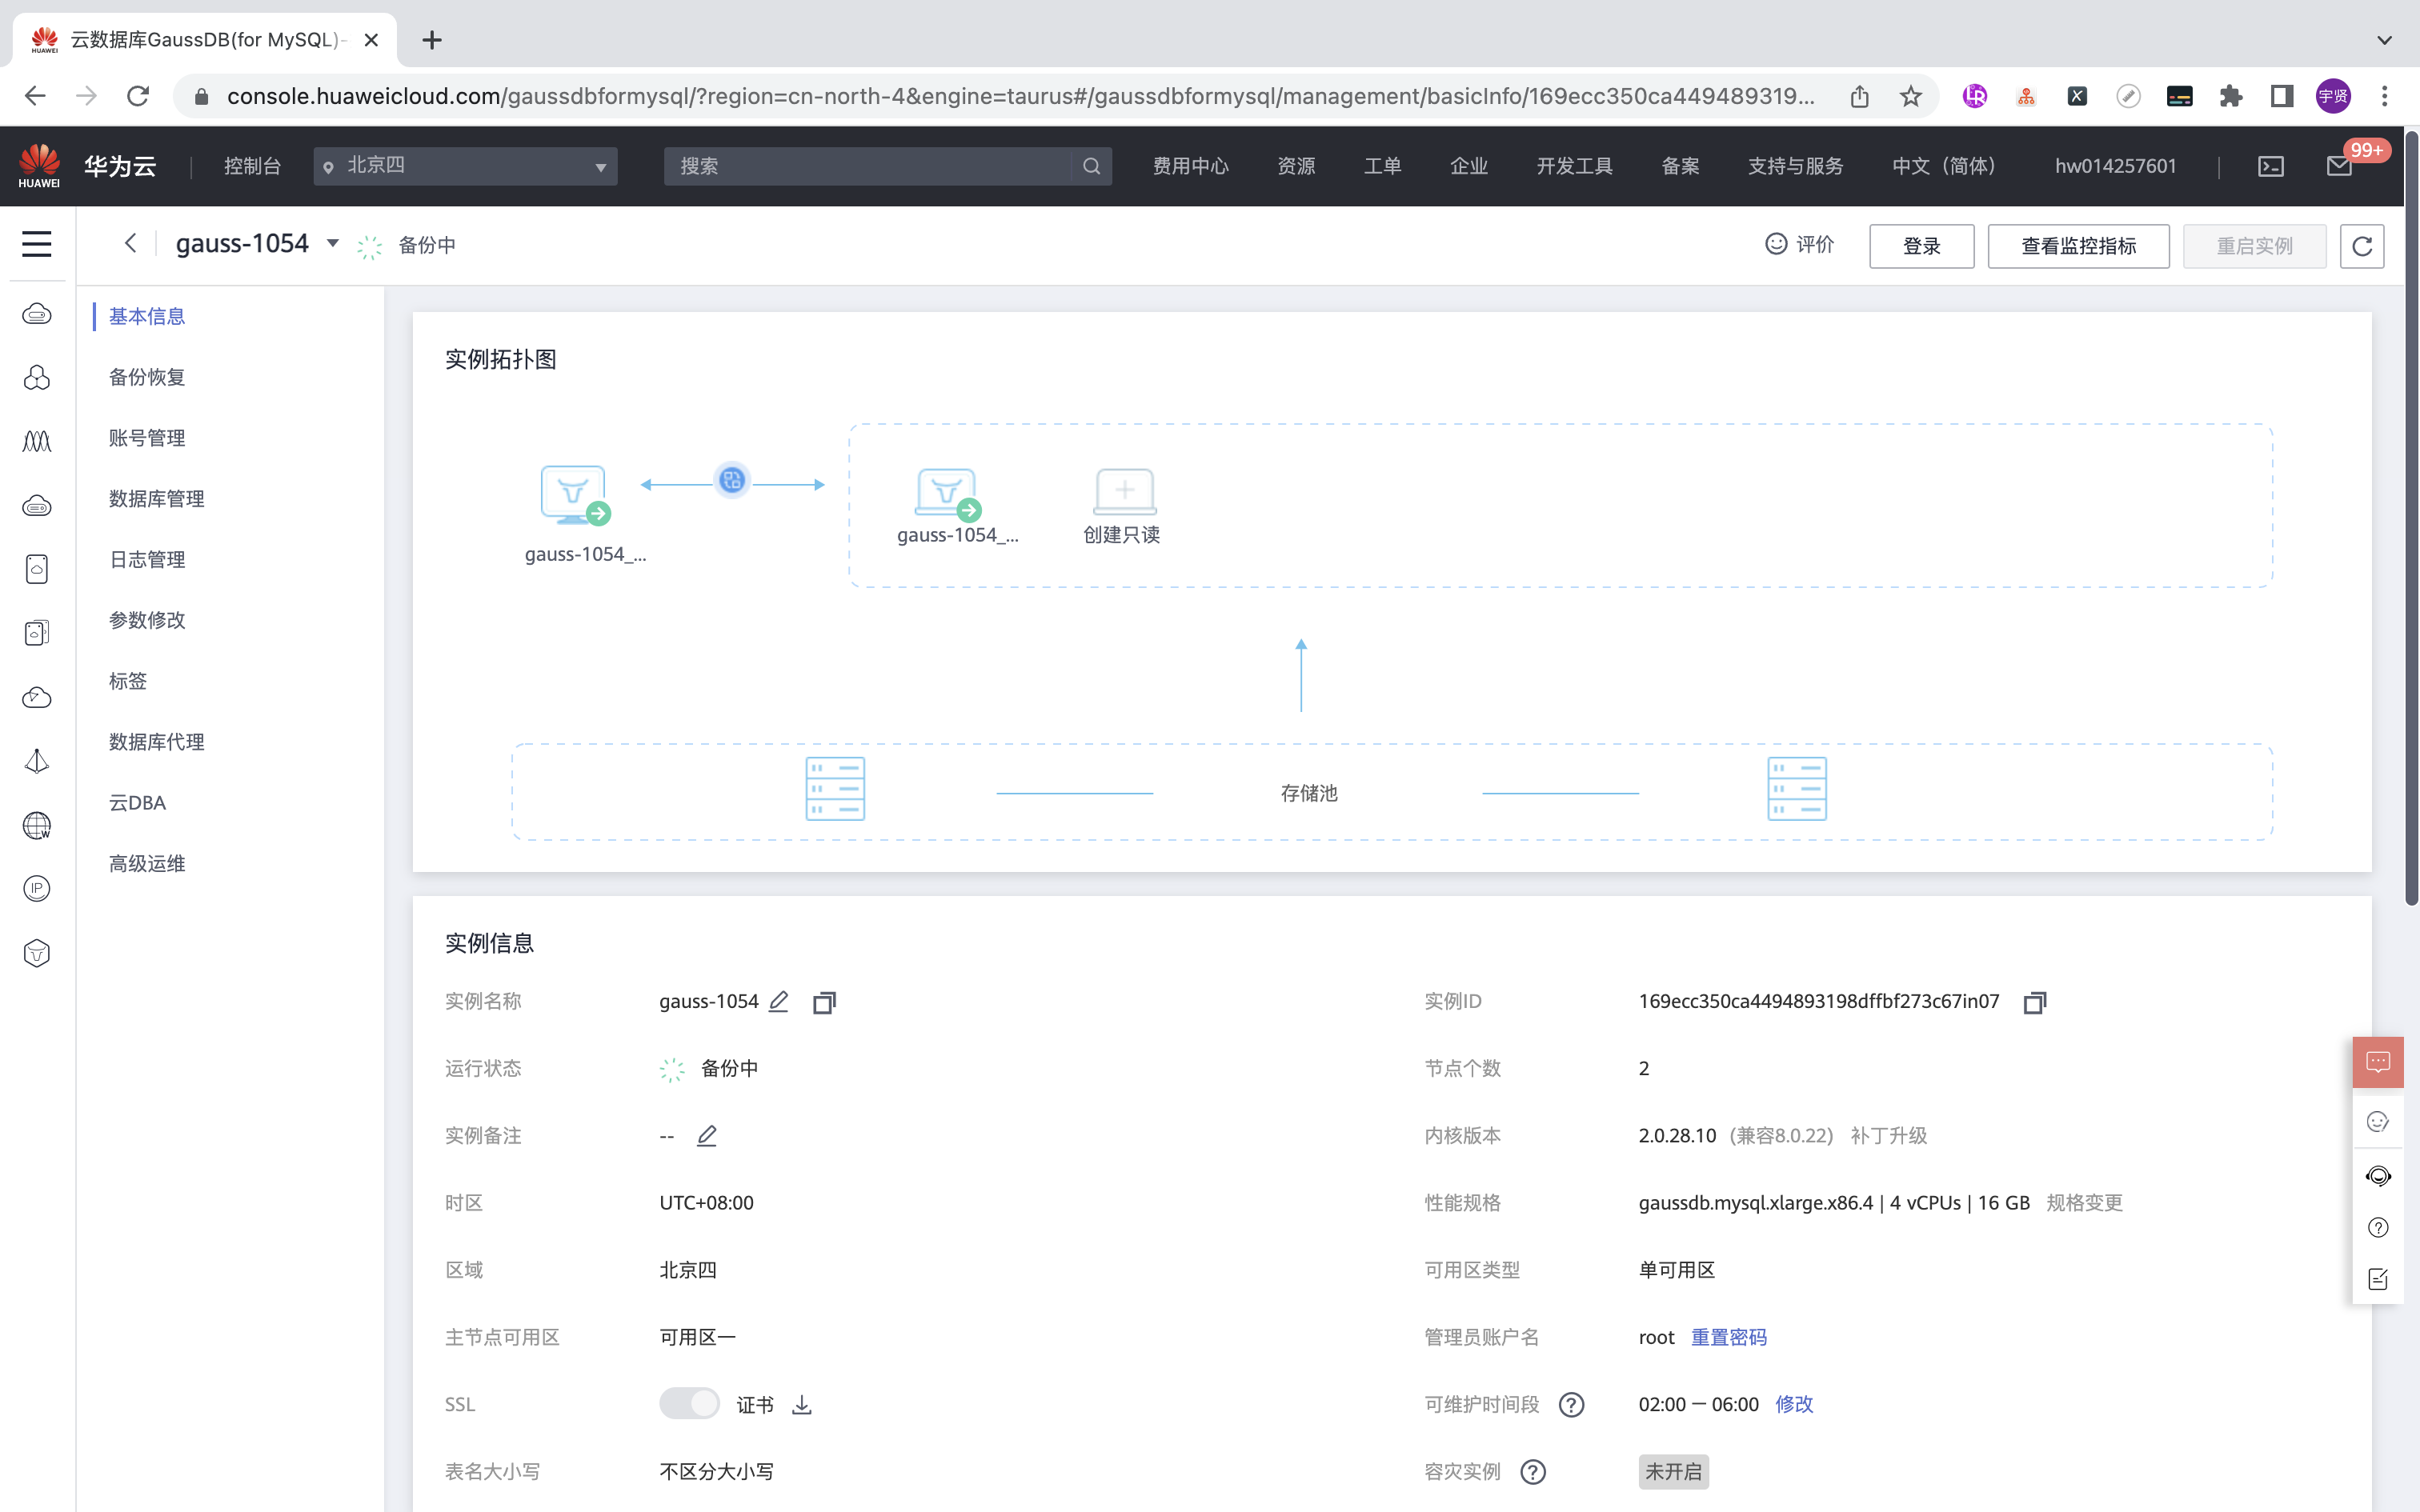 云数据库GaussDB(for MySQL)-
console.huaweicloud.com/gaussdbformysql/?region=cn-north-4&engine=taurus#/gaussdbformysql/management/basicInfo/169ecc350ca449489319...
宇贤
HUAWEI
华为云
控制台
北京四
搜索
费用中心
资源
工单
企业
开发工具
备案
支持与服务
中文（简体）
hw014257601
99+
gauss-1054
备份中
评价
登录
查看监控指标
重启实例
基本信息
备份恢复
账号管理
数据库管理
日志管理
参数修改
标签
数据库代理
云DBA
高级运维
实例拓扑图
gauss-1054_...
gauss-1054_...
创建只读
存储池
实例信息
实例名称 gauss-1054
实例ID 169ecc350ca4494893198dffbf273c67in07
运行状态 备份中
节点个数 2
实例备注 --
内核版本 2.0.28.10 (兼容8.0.22) 补丁升级
时区 UTC+08:00
性能规格 gaussdb.mysql.xlarge.x86.4 | 4 vCPUs | 16 GB 规格变更
区域 北京四
可用区类型 单可用区
主节点可用区 可用区一
管理员账户名 root 重置密码
SSL 证书
可维护时间段 02:00 — 06:00 修改
表名大小写 不区分大小写
容灾实例 未开启